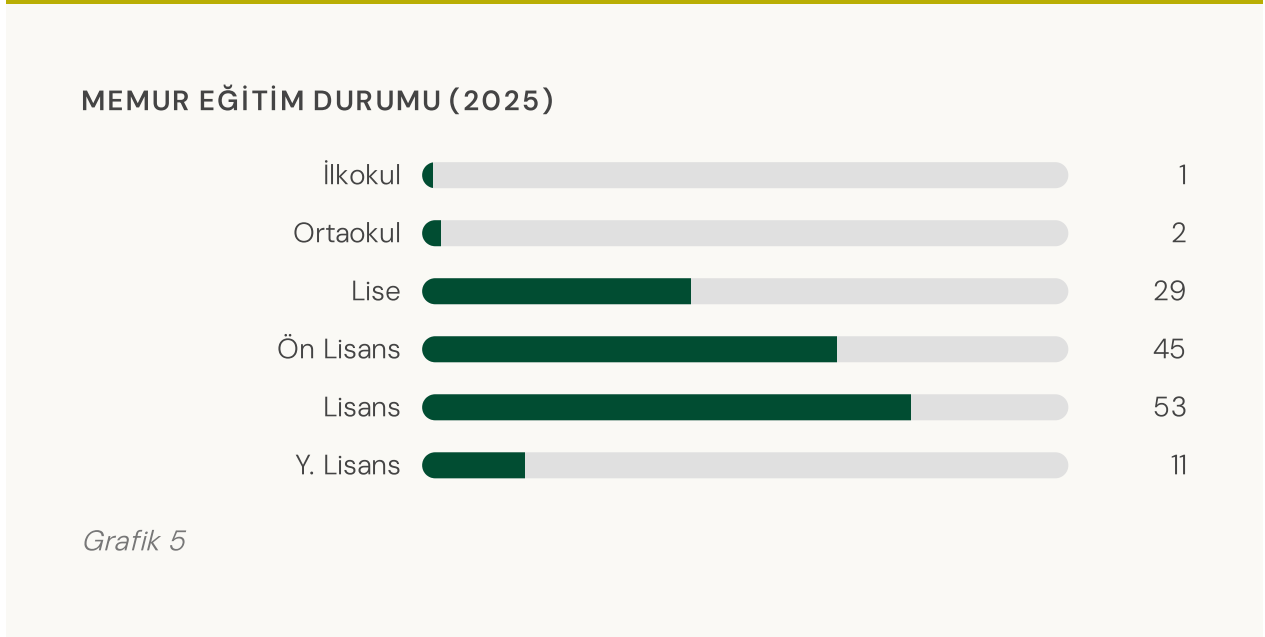 MEMUR EĞİTİM DURUMU (2025)
İlkokul 1
Ortaokul 2
Lise 29
Ön Lisans 45
Lisans 53
Y. Lisans 11
Grafik 5